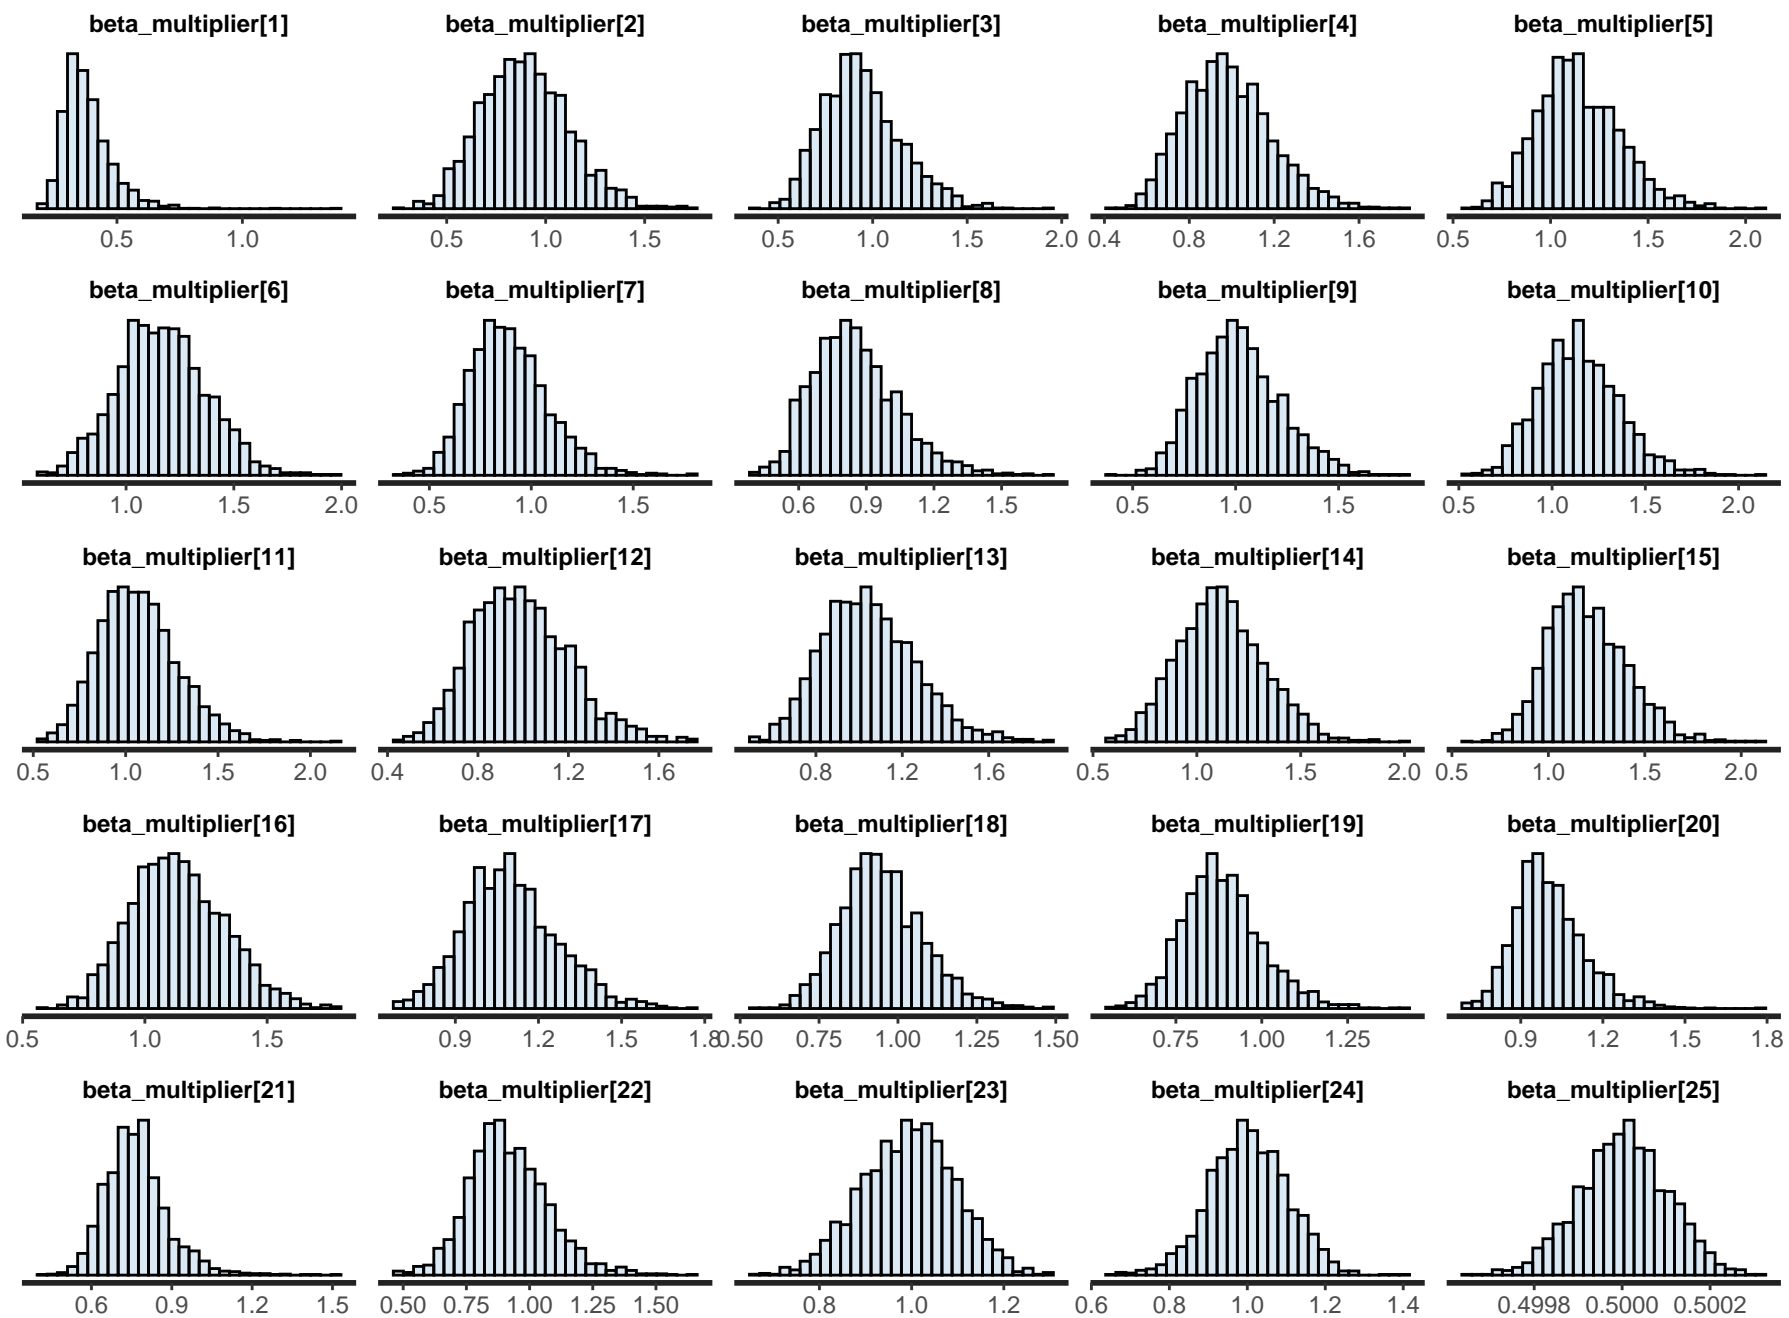 beta_multiplier[1] beta_multiplier[2] beta_multiplier[3] beta_multiplier[4] beta_multiplier[5]
0.5 1.0 0.5 1.0 1.5 0.5 1.0 1.5 2.0 0.4 0.8 1.2 1.6 0.5 1.0 1.5 2.0
beta_multiplier[6] beta_multiplier[7] beta_multiplier[8] beta_multiplier[9] beta_multiplier[10]
1.0 1.5 2.0 0.5 1.0 1.5 0.6 0.9 1.2 1.5 0.5 1.0 1.5 0.5 1.0 1.5 2.0
beta_multiplier[11] beta_multiplier[12] beta_multiplier[13] beta_multiplier[14] beta_multiplier[15]
0.5 1.0 1.5 2.0 0.4 0.8 1.2 1.6 0.8 1.2 1.6 0.5 1.0 1.5 2.0 0.5 1.0 1.5 2.0
beta_multiplier[16] beta_multiplier[17] beta_multiplier[18] beta_multiplier[19] beta_multiplier[20]
0.5 1.0 1.5 0.9 1.2 1.5 1.8 0.50 0.75 1.00 1.25 1.50 0.75 1.00 1.25 0.9 1.2 1.5 1.8
beta_multiplier[21] beta_multiplier[22] beta_multiplier[23] beta_multiplier[24] beta_multiplier[25]
0.6 0.9 1.2 1.5 0.50 0.75 1.00 1.25 1.50 0.8 1.0 1.2 0.6 0.8 1.0 1.2 1.4 0.4998 0.5000 0.5002